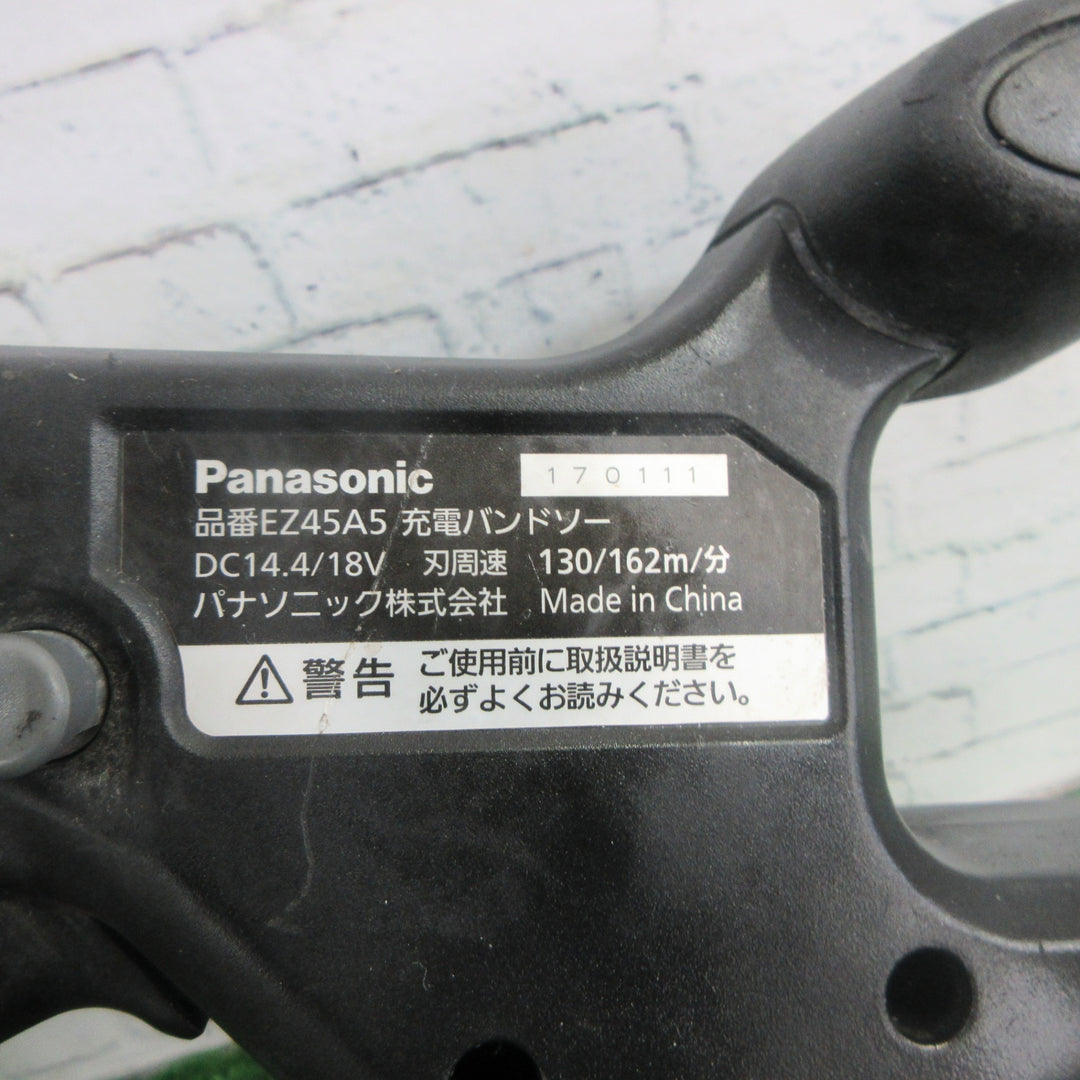 Panasonic 170111
品番EZ45A5 充電バンドソー
DC14.4/18V 刃周速 130/162m/分
パナソニック株式会社 Made in China
警告 ご使用前に取扱説明書を
必ずよくお読みください。